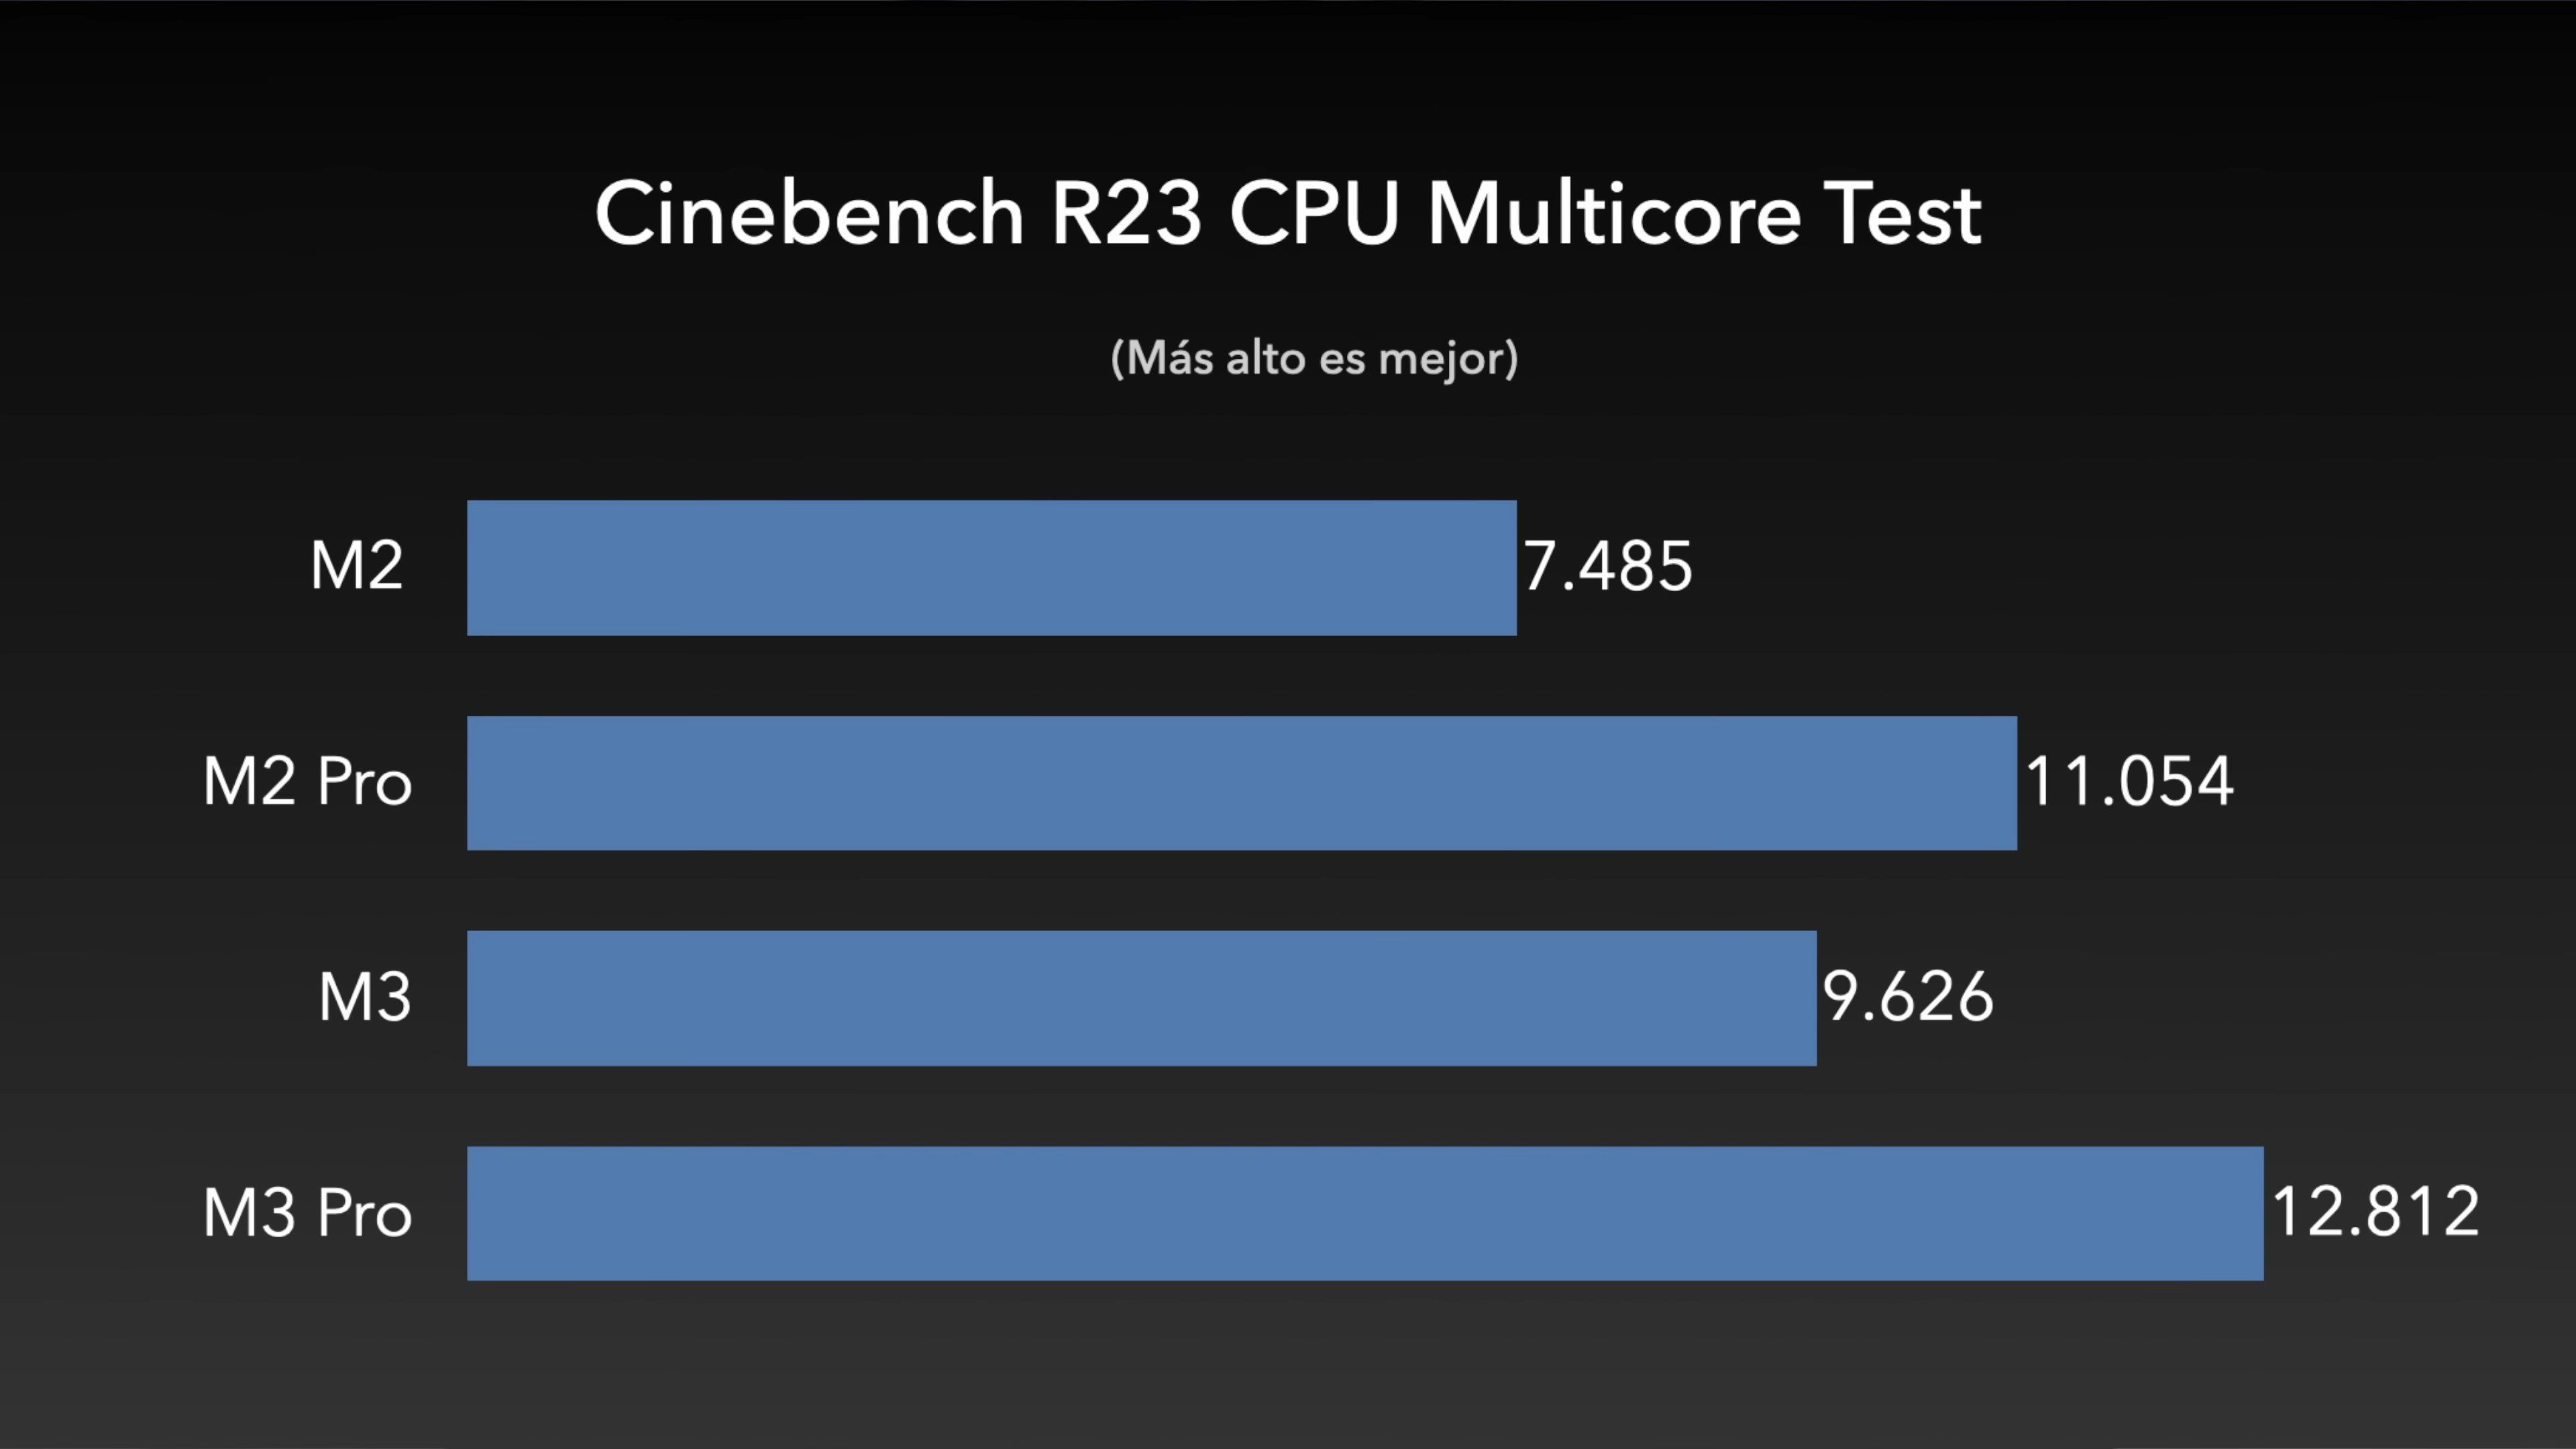 Cinebench R23 CPU Multicore Test
(Más alto es mejor)
M2 7.485
M2 Pro 11.054
M3 9.626
M3 Pro 12.812